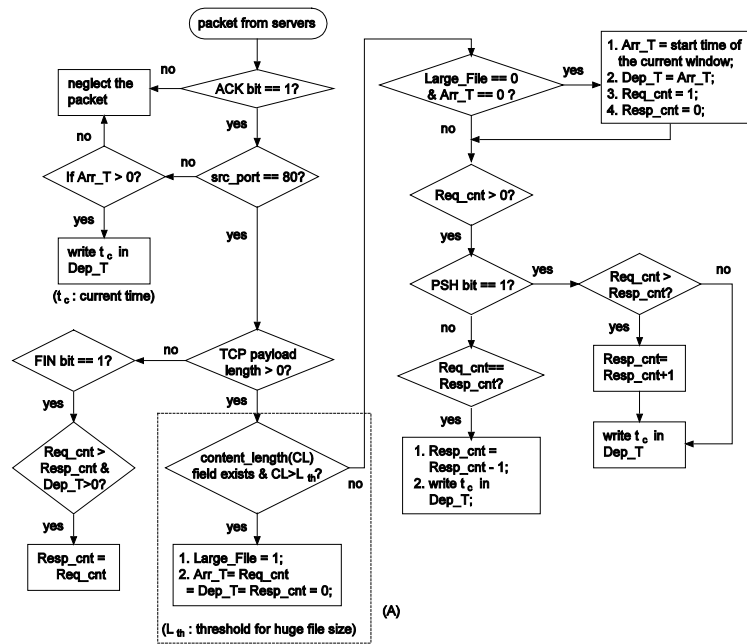 packet from servers
ACK bit == 1?
no
neglect the
packet
yes
src_port == 80?
no
If Arr_T > 0?
no
yes
write t c in
Dep_T
(t c : current time)
yes
TCP payload
length > 0?
no
FIN bit == 1?
yes
Req_cnt >
Resp_cnt &
Dep_T>0?
yes
Resp_cnt =
Req_cnt
yes
content_length(CL)
field exists & CL>L th?
no
yes
1. Large_File = 1;
2. Arr_T= Req_cnt
= Dep_T= Resp_cnt = 0;
(L th : threshold for huge file size)
(A)
Large_File == 0
& Arr_T == 0 ?
yes
1. Arr_T = start time of
the current window;
2. Dep_T = Arr_T;
3. Req_cnt = 1;
4. Resp_cnt = 0;
no
Req_cnt > 0?
yes
PSH bit == 1?
yes
Req_cnt >
Resp_cnt?
no
yes
Resp_cnt=
Resp_cnt+1
write t c in
Dep_T
no
Req_cnt==
Resp_cnt?
yes
1. Resp_cnt =
Resp_cnt - 1;
2. write t c in
Dep_T;